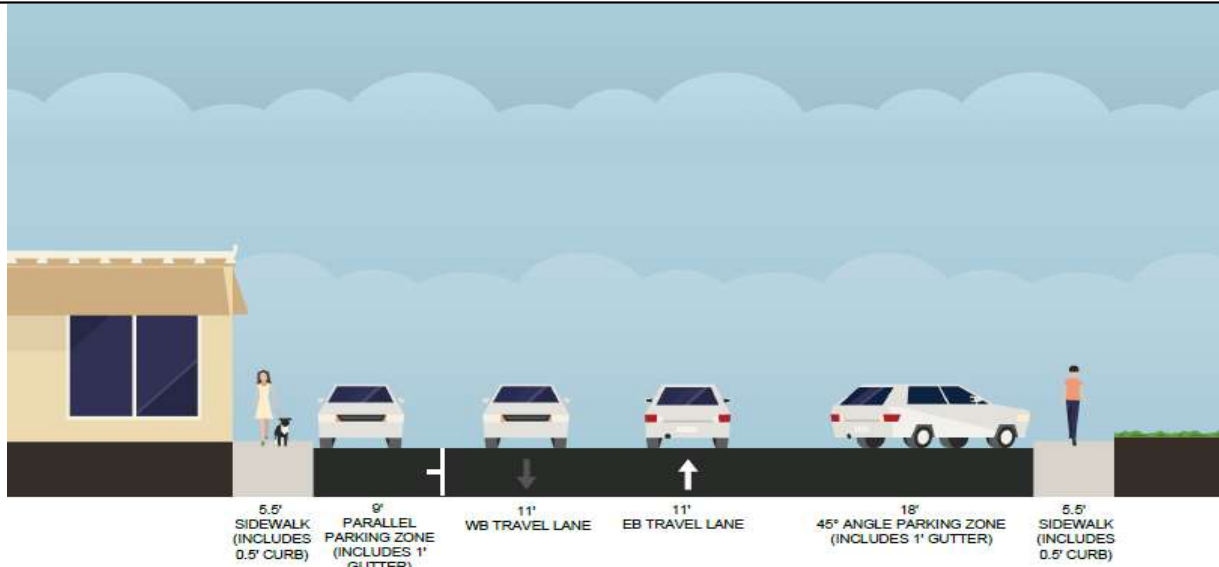 5.5'
SIDEWALK
(INCLUDES
0.5' CURB)
9'
PARALLEL
PARKING ZONE
(INCLUDES 1'
GUTTER)
11'
WB TRAVEL LANE
11'
EB TRAVEL LANE
18'
45° ANGLE PARKING ZONE
(INCLUDES 1' GUTTER)
5.5'
SIDEWALK
(INCLUDES
0.5' CURB)